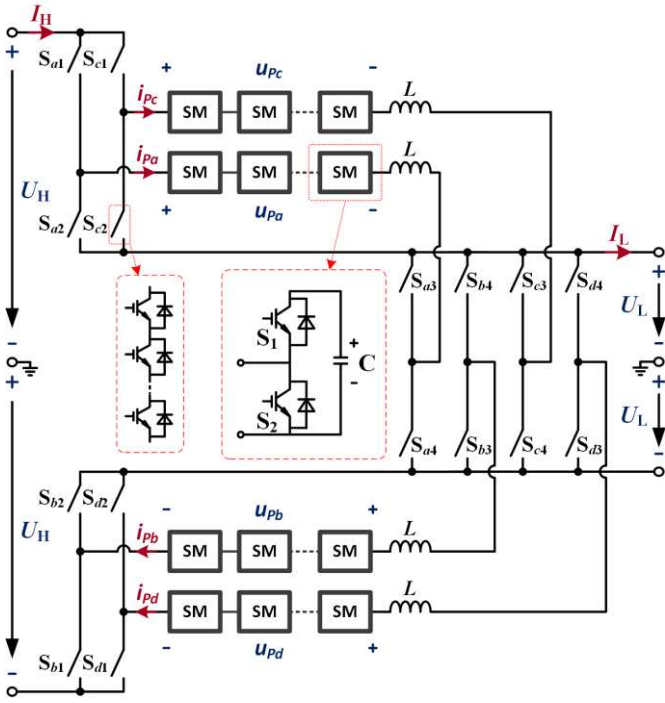 I_H
+
S_a1 S_c1
+ u_Pc -
i_Pc SM SM SM L
i_Pa SM SM SM L
+ u_Pa -
U_H
S_a2 S_c2
I_L
+
S_a3 S_b4 S_c3 S_d4
U_L
S_1
+
C
-
S_2
-
+
-
+
U_L
S_a4 S_b3 S_c4 S_d3
-
S_b2 S_d2
U_H
- u_Pb +
i_Pb SM SM SM L
i_Pd SM SM SM L
- u_Pd +
S_b1 S_d1
-